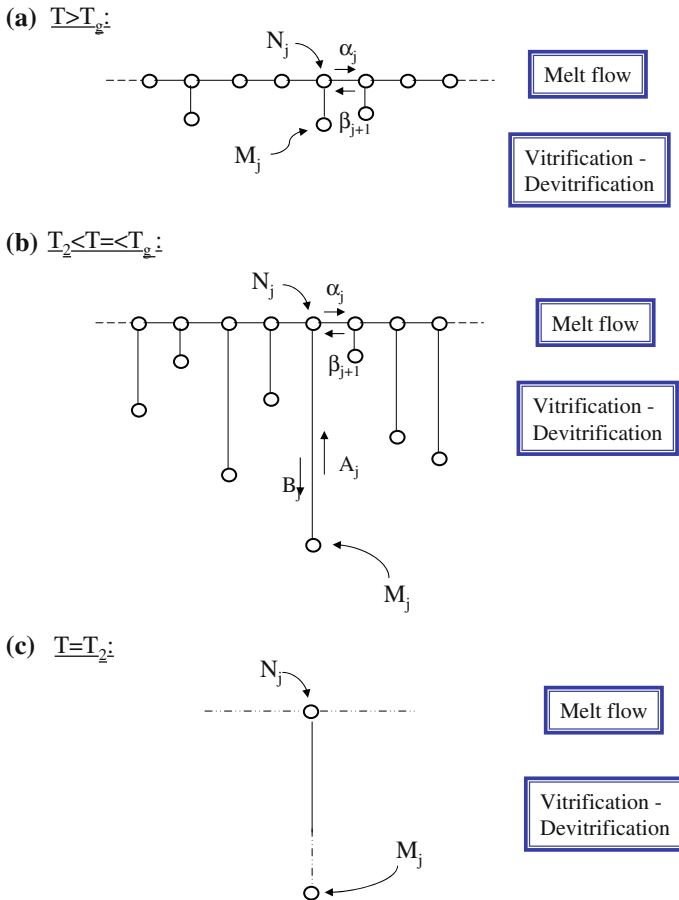 (a) T>Tg:
Nj
αj
βj+1
Mj
Melt flow
Vitrification -
Devitrification
(b) T2<T=<Tg:
Nj
αj
βj+1
Bj
Aj
Mj
Melt flow
Vitrification -
Devitrification
(c) T=T2:
Nj
Mj
Melt flow
Vitrification -
Devitrification